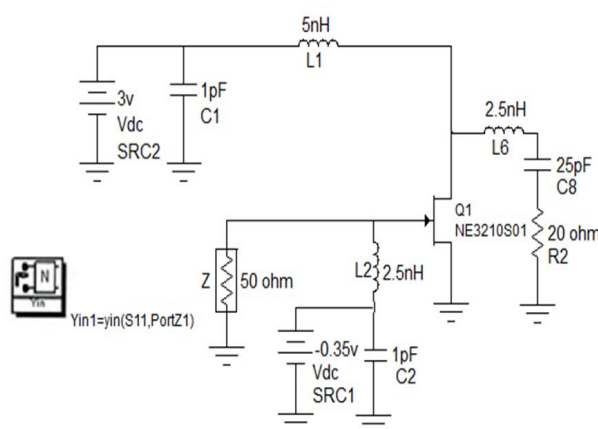 5nH
L1
1pF
C1
3v
Vdc
SRC2
2.5nH
L6
25pF
C8
Q1
NE3210S01
20 ohm
R2
Z
50 ohm
L2
2.5nH
N
Yin
Yin1=yin(S11,PortZ1)
-0.35v
Vdc
SRC1
1pF
C2